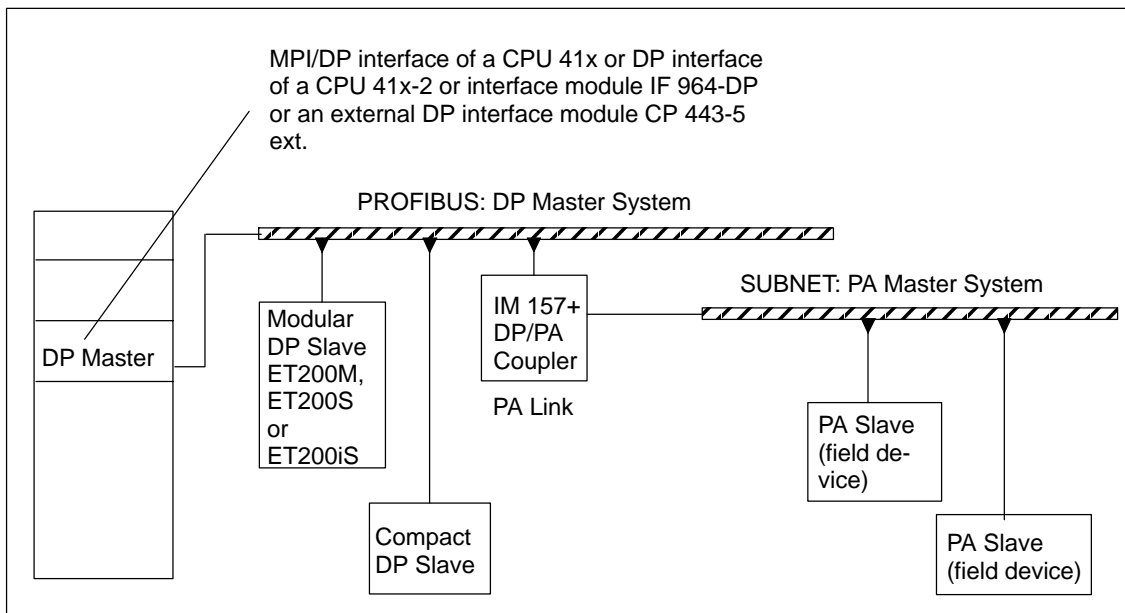 MPI/DP interface of a CPU 41x or DP interface
of a CPU 41x-2 or interface module IF 964-DP
or an external DP interface module CP 443-5
ext.
PROFIBUS: DP Master System
SUBNET: PA Master System
DP Master
Modular
DP Slave
ET200M,
ET200S
or
ET200iS
Compact
DP Slave
IM 157+
DP/PA
Coupler
PA Link
PA Slave
(field de-
vice)
PA Slave
(field device)